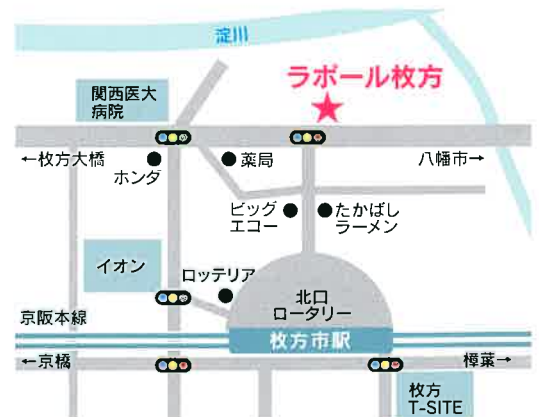 淀川
ラポール枚方
関西医大
病院
←枚方大橋
八幡市→
ホンダ
薬局
ビッグ
エコー
たかばし
ラーメン
イオン
ロッテリア
北口
ロータリー
京阪本線
枚方市駅
←京橋
樟葉→
枚方
T-SITE